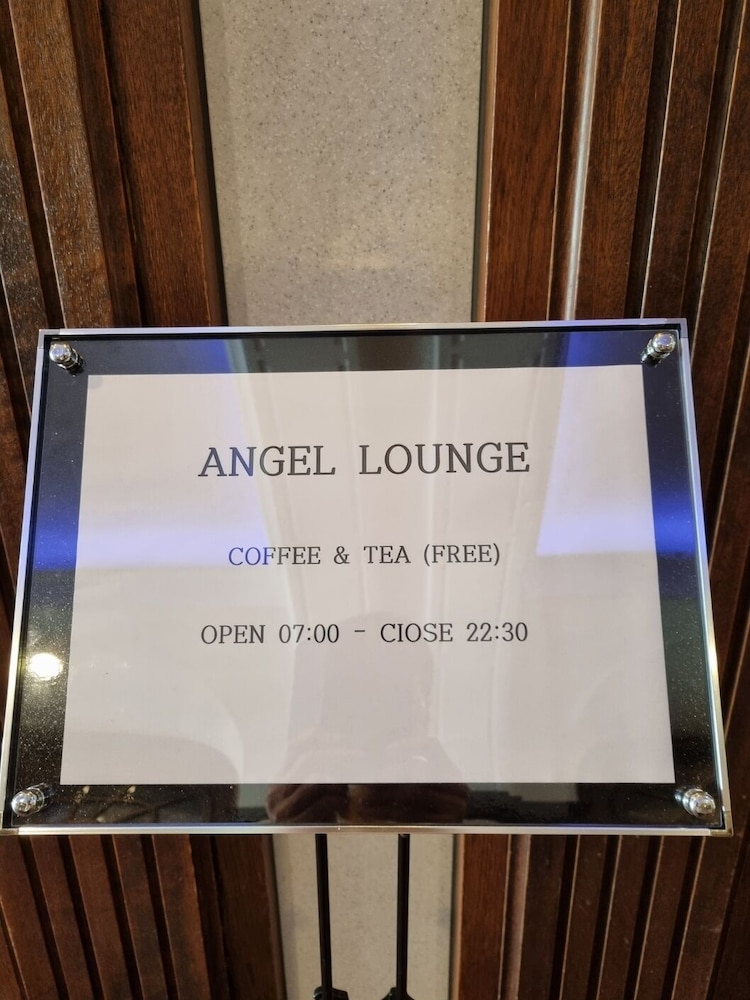 ANGEL LOUNGE
COFFEE & TEA (FREE)
OPEN 07:00 - CIOSE 22:30